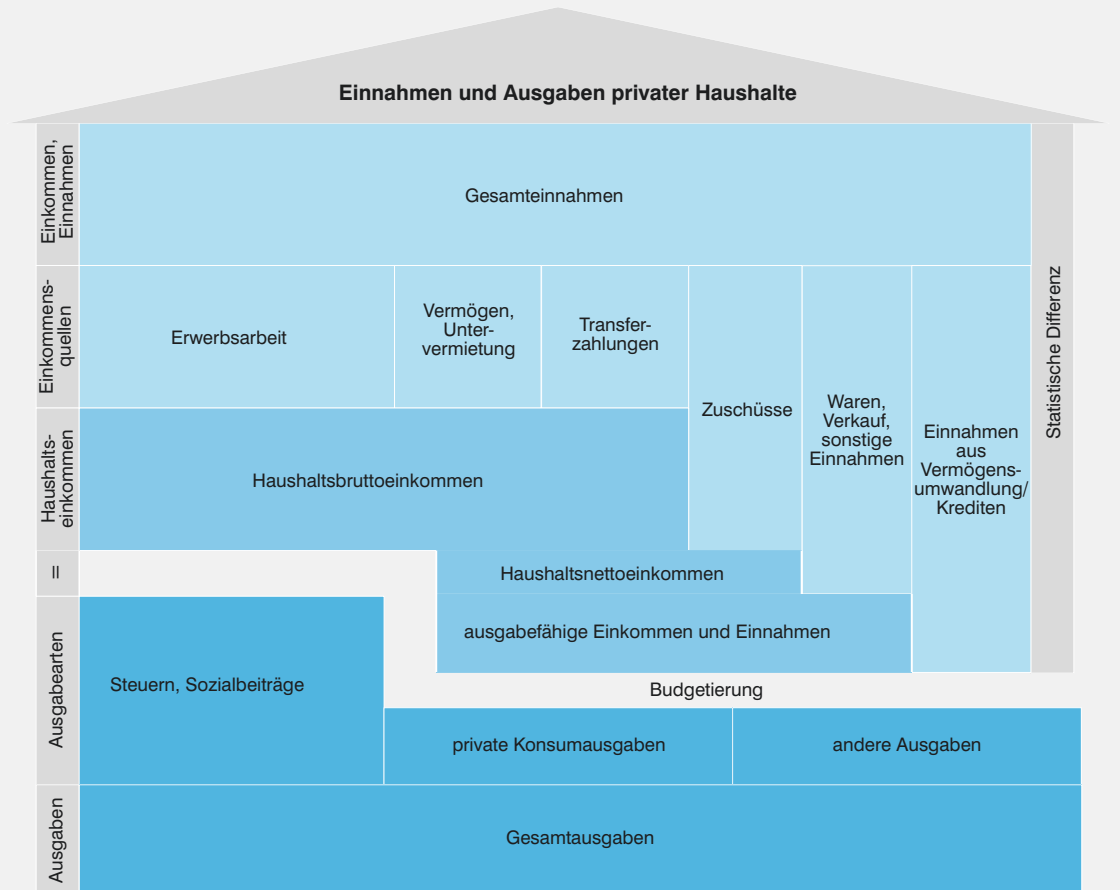 Einnahmen und Ausgaben privater Haushalte
Einkommen,
Einnahmen
Gesamteinnahmen
Einkommens-
quellen
Erwerbsarbeit
Vermögen,
Unter-
vermietung
Transfer-
zahlungen
Zuschüsse
Waren,
Verkauf,
sonstige
Einnahmen
Einnahmen
aus
Vermögens-
umwandlung/
Krediten
Statistische Differenz
Haushalts-
einkommen
Haushaltsbruttoeinkommen
=
Haushaltsnettoeinkommen
ausgabefähige Einkommen und Einnahmen
Ausgabearten
Steuern, Sozialbeiträge
Budgetierung
private Konsumausgaben
andere Ausgaben
Ausgaben
Gesamtausgaben